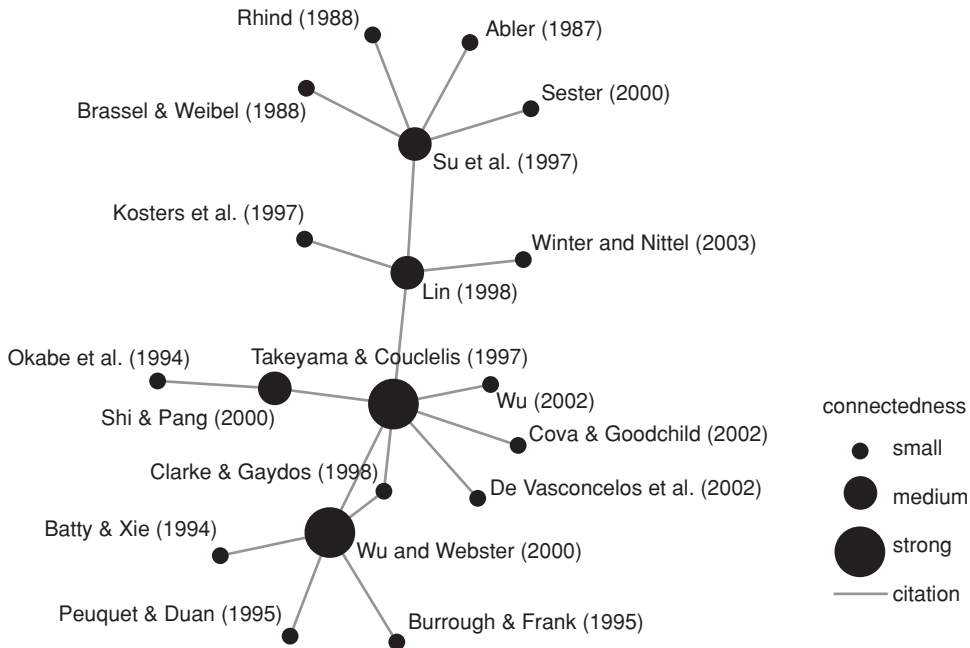 Rhind (1988)
Abler (1987)
Sester (2000)
Brassel & Weibel (1988)
Su et al. (1997)
Kosters et al. (1997)
Winter and Nittel (2003)
Lin (1998)
Okabe et al. (1994)
Takeyama & Couclelis (1997)
Wu (2002)
Shi & Pang (2000)
Cova & Goodchild (2002)
Clarke & Gaydos (1998)
De Vasconcelos et al. (2002)
Batty & Xie (1994)
Wu and Webster (2000)
Peuquet & Duan (1995)
Burrough & Frank (1995)
connectedness
small
medium
strong
citation